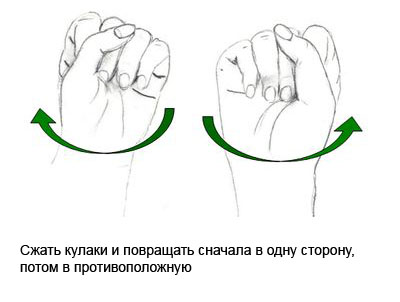 Сжать кулаки и повращать сначала в одну сторону,
потом в противоположную